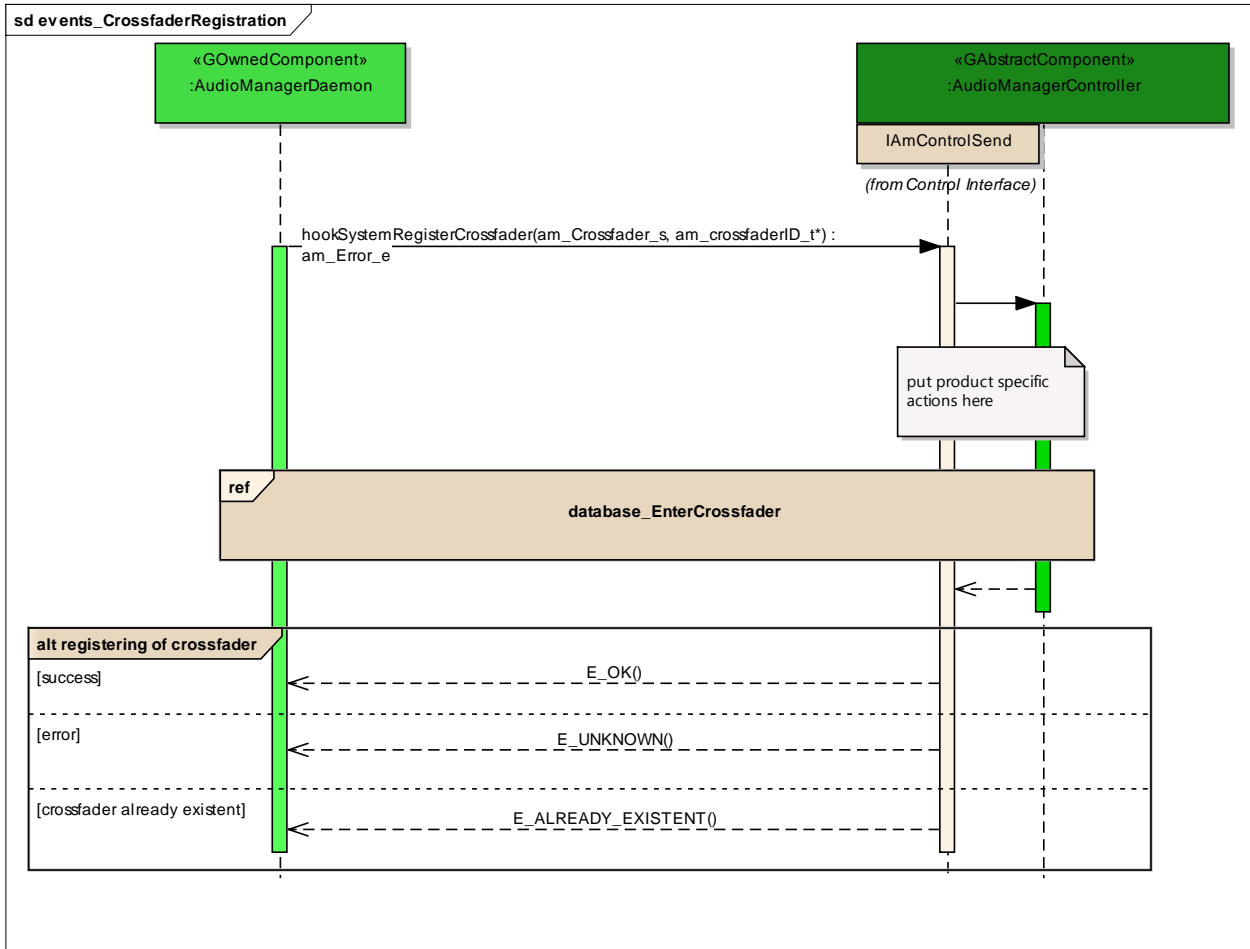 sd events_CrossfaderRegistration
«GOwnedComponent»
:AudioManagerDaemon
«GAbstractComponent»
:AudioManagerController
IAmControlSend
(from Control Interface)
hookSystemRegisterCrossfader(am_Crossfader_s, am_crossfaderID_t*) :
am_Error_e
put product specific
actions here
ref
database_EnterCrossfader
alt registering of crossfader
[success]
E_OK()
[error]
E_UNKNOWN()
[crossfader already existent]
E_ALREADY_EXISTENT()